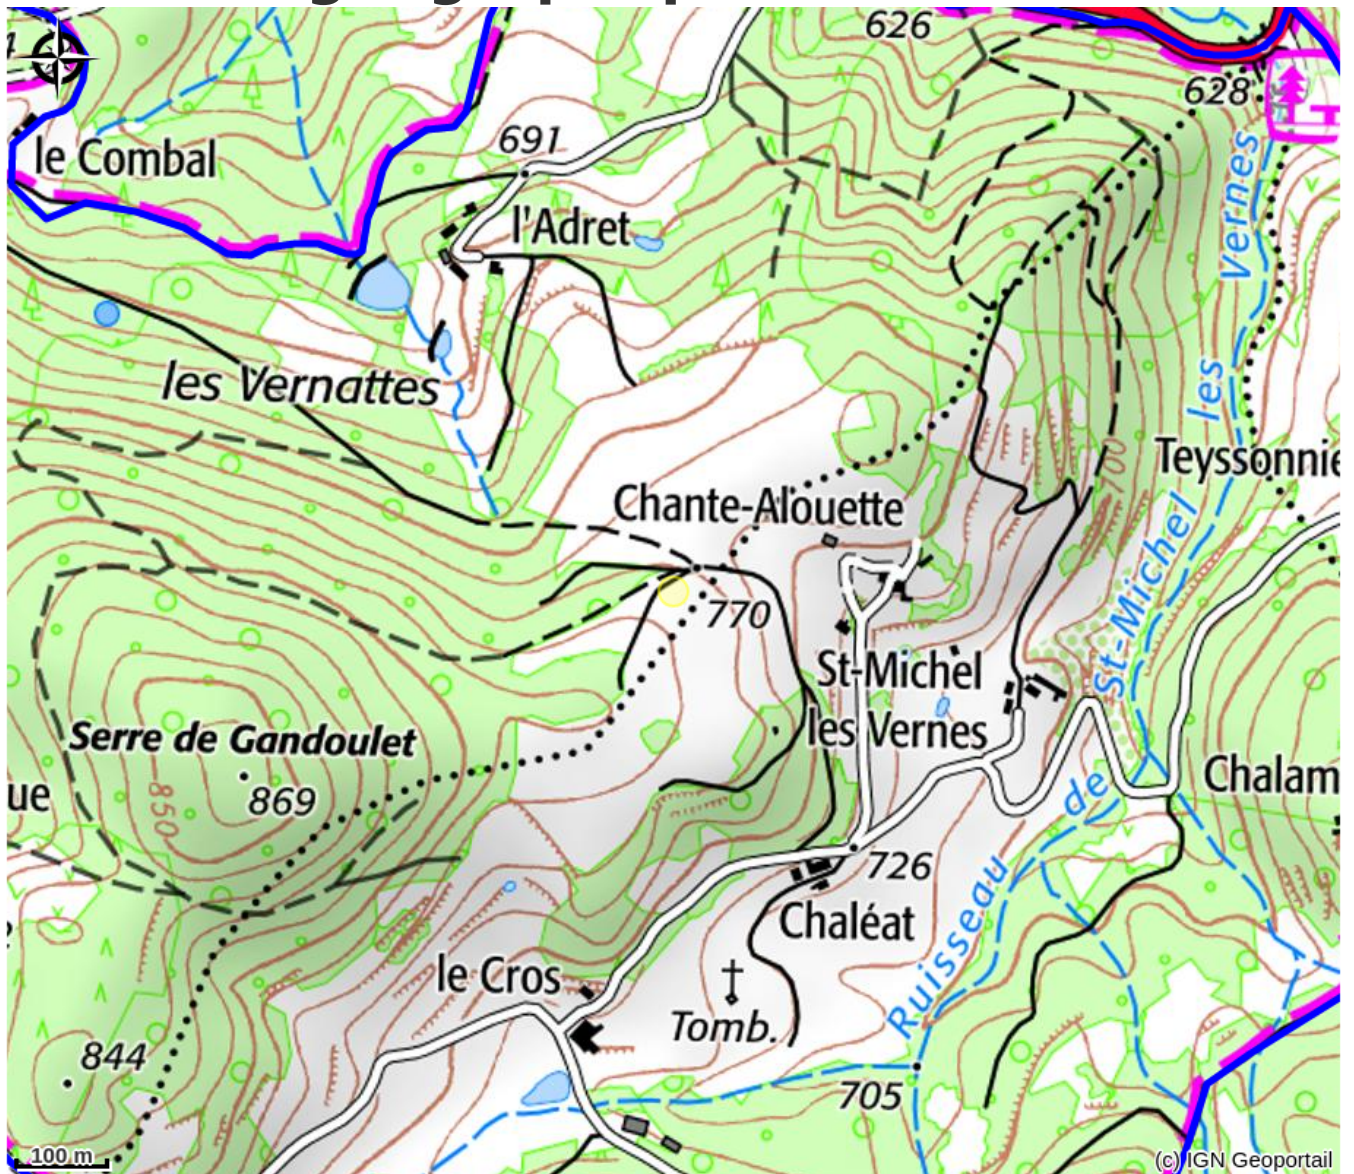 626
628
691
le Combal
l'Adret
les Vernattes
Teyssonnie
Chante-Alouette
700
770
St-Michel
les Vernes
Serre de Gandoulet
869
850
ue
Chalam
726
Chaléat
le Cros
Tomb.
844
705
Ruisseau de St-Michel les Vernes
100 m
(c) IGN Geoportail